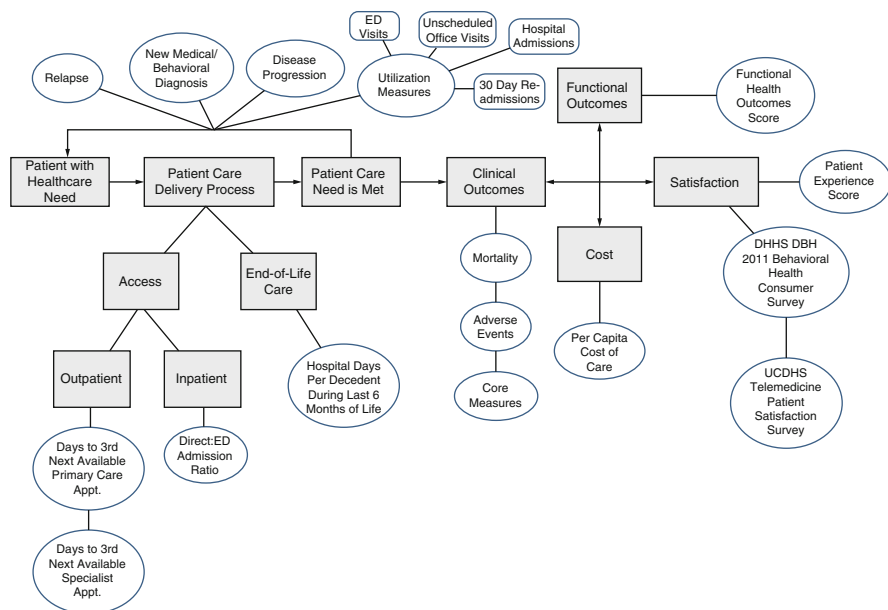 ED
Visits
Unscheduled
Office Visits
Hospital
Admissions
Relapse
New Medical/
Behavioral
Diagnosis
Disease
Progression
Utilization
Measures
30 Day Re-
admissions
Functional
Outcomes
Functional
Health
Outcomes
Score
Patient with
Healthcare
Need
Patient Care
Delivery Process
Patient Care
Need is Met
Clinical
Outcomes
Satisfaction
Patient
Experience
Score
Access
End-of-Life
Care
Mortality
Cost
DHHS DBH
2011 Behavioral
Health
Consumer
Survey
Adverse
Events
Per Capita
Cost of
Care
Outpatient
Inpatient
Hospital Days
Per Decedent
During Last 6
Months of Life
Core
Measures
UCDHS
Telemedicine
Patient
Satisfaction
Survey
Days to 3rd
Next Available
Primary Care
Appt.
Direct:ED
Admission
Ratio
Days to 3rd
Next Available
Specialist
Appt.